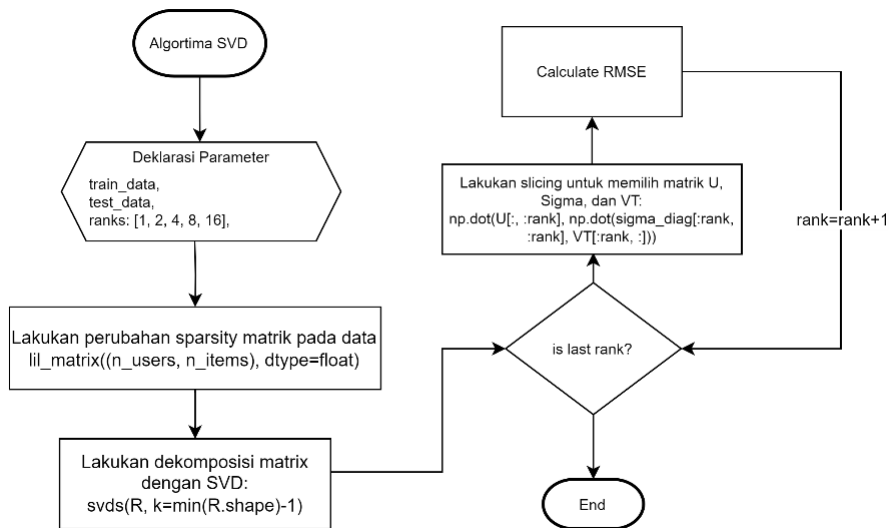 Algortima SVD
Deklarasi Parameter
train_data,
test_data,
ranks: [1, 2, 4, 8, 16],
Lakukan perubahan sparsity matrik pada data
lil_matrix((n_users, n_items), dtype=float)
Lakukan dekomposisi matrix
dengan SVD:
svds(R, k=min(R.shape)-1)
is last rank?
Lakukan slicing untuk memilih matrik U,
Sigma, dan VT:
np.dot(U[:, :rank], np.dot(sigma_diag[:rank,
:rank], VT[:rank, :]))
Calculate RMSE
rank=rank+1
End